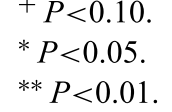 + P<0.10.
* P<0.05.
** P<0.01.